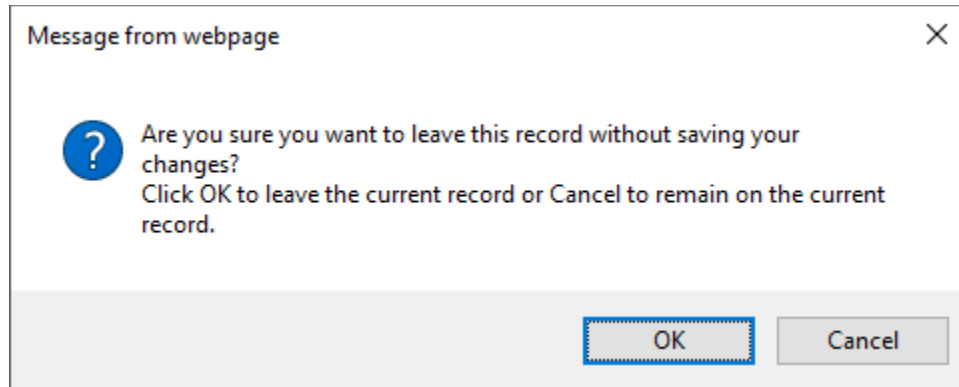 Message from webpage
Are you sure you want to leave this record without saving your
changes?
Click OK to leave the current record or Cancel to remain on the current
record.
OK
Cancel